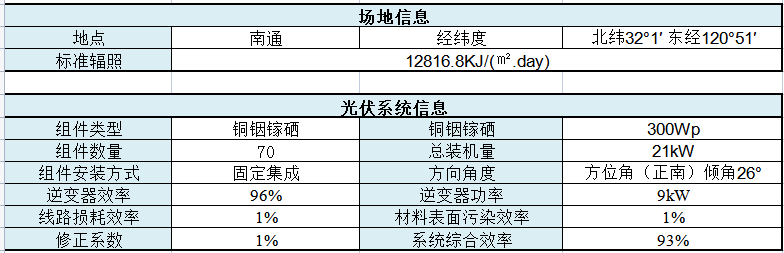 场地信息
地点 南通 经纬度 北纬32°1′ 东经120°51′
标准辐照 12816.8KJ/(㎡.day)
光伏系统信息
组件类型 铜铟镓硒 铜铟镓硒 300Wp
组件数量 70 总装机量 21kW
组件安装方式 固定集成 方向角度 方位角（正南）倾角26°
逆变器效率 96% 逆变器功率 9kW
线路损耗效率 1% 材料表面污染效率 1%
修正系数 1% 系统综合效率 93%